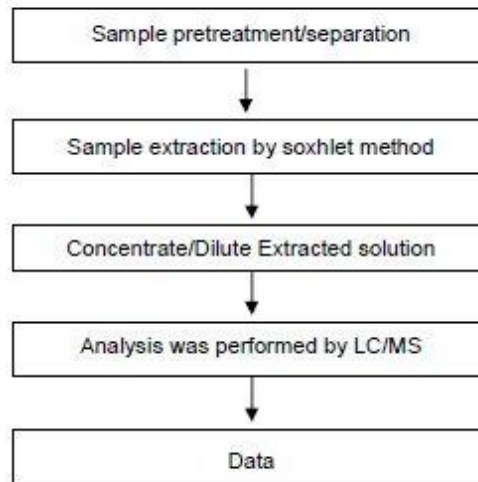 Sample pretreatment/separation
Sample extraction by soxhlet method
Concentrate/Dilute Extracted solution
Analysis was performed by LC/MS
Data